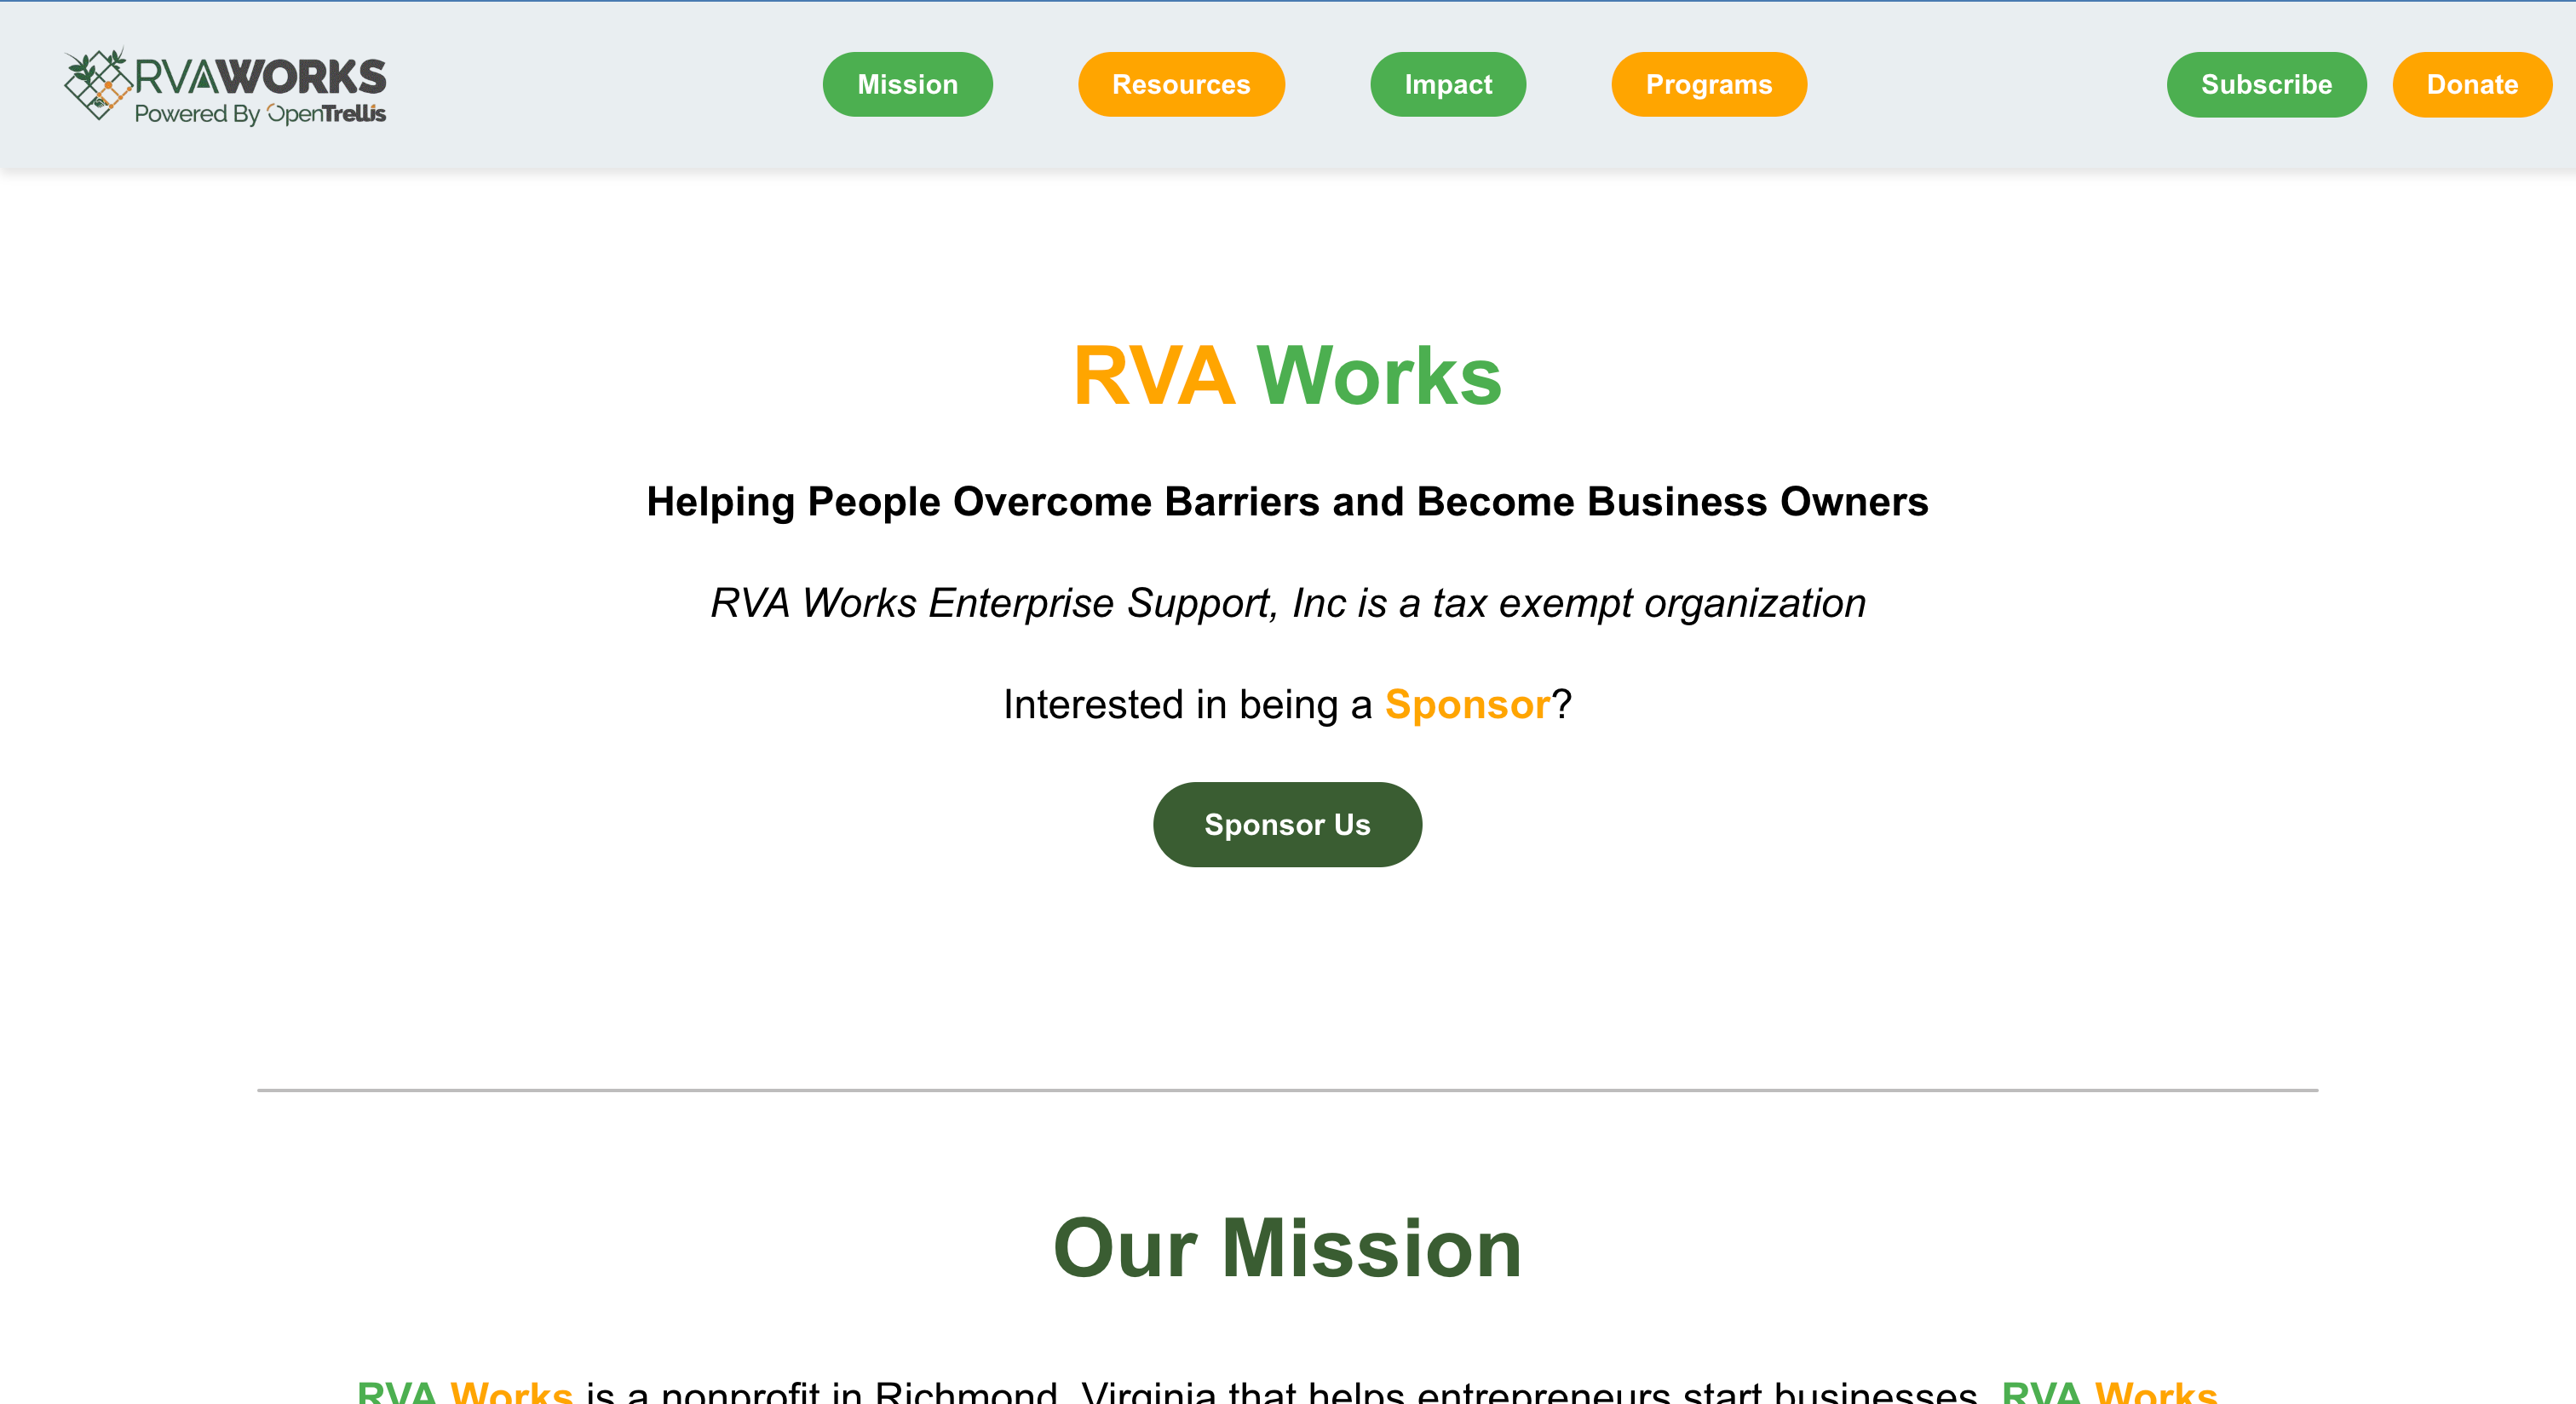 RVAWORKS
Powered By OpenTrellis
Mission
Resources
Impact
Programs
Subscribe
Donate
RVA Works
Helping People Overcome Barriers and Become Business Owners
RVA Works Enterprise Support, Inc is a tax exempt organization
Interested in being a Sponsor?
Sponsor Us
Our Mission
RVA Works is a nonprofit in Richmond, Virginia that helps entrepreneurs start businesses. RVA Works